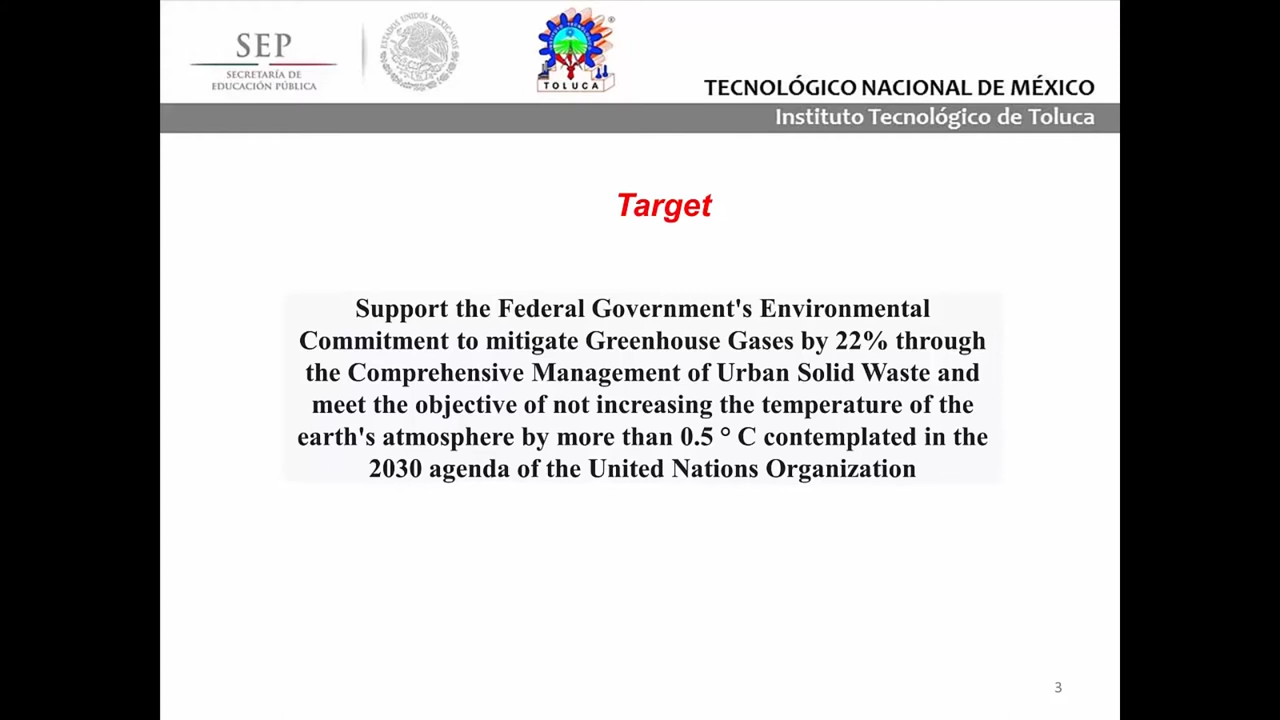 SEP
SECRETARÍA DE
EDUCACIÓN PÚBLICA
ESTADOS UNIDOS MEXICANOS
TOLUCA
TECNOLÓGICO NACIONAL DE MÉXICO
Instituto Tecnológico de Toluca
Target
Support the Federal Government's Environmental
Commitment to mitigate Greenhouse Gases by 22% through
the Comprehensive Management of Urban Solid Waste and
meet the objective of not increasing the temperature of the
earth's atmosphere by more than 0.5 ° C contemplated in the
2030 agenda of the United Nations Organization
3